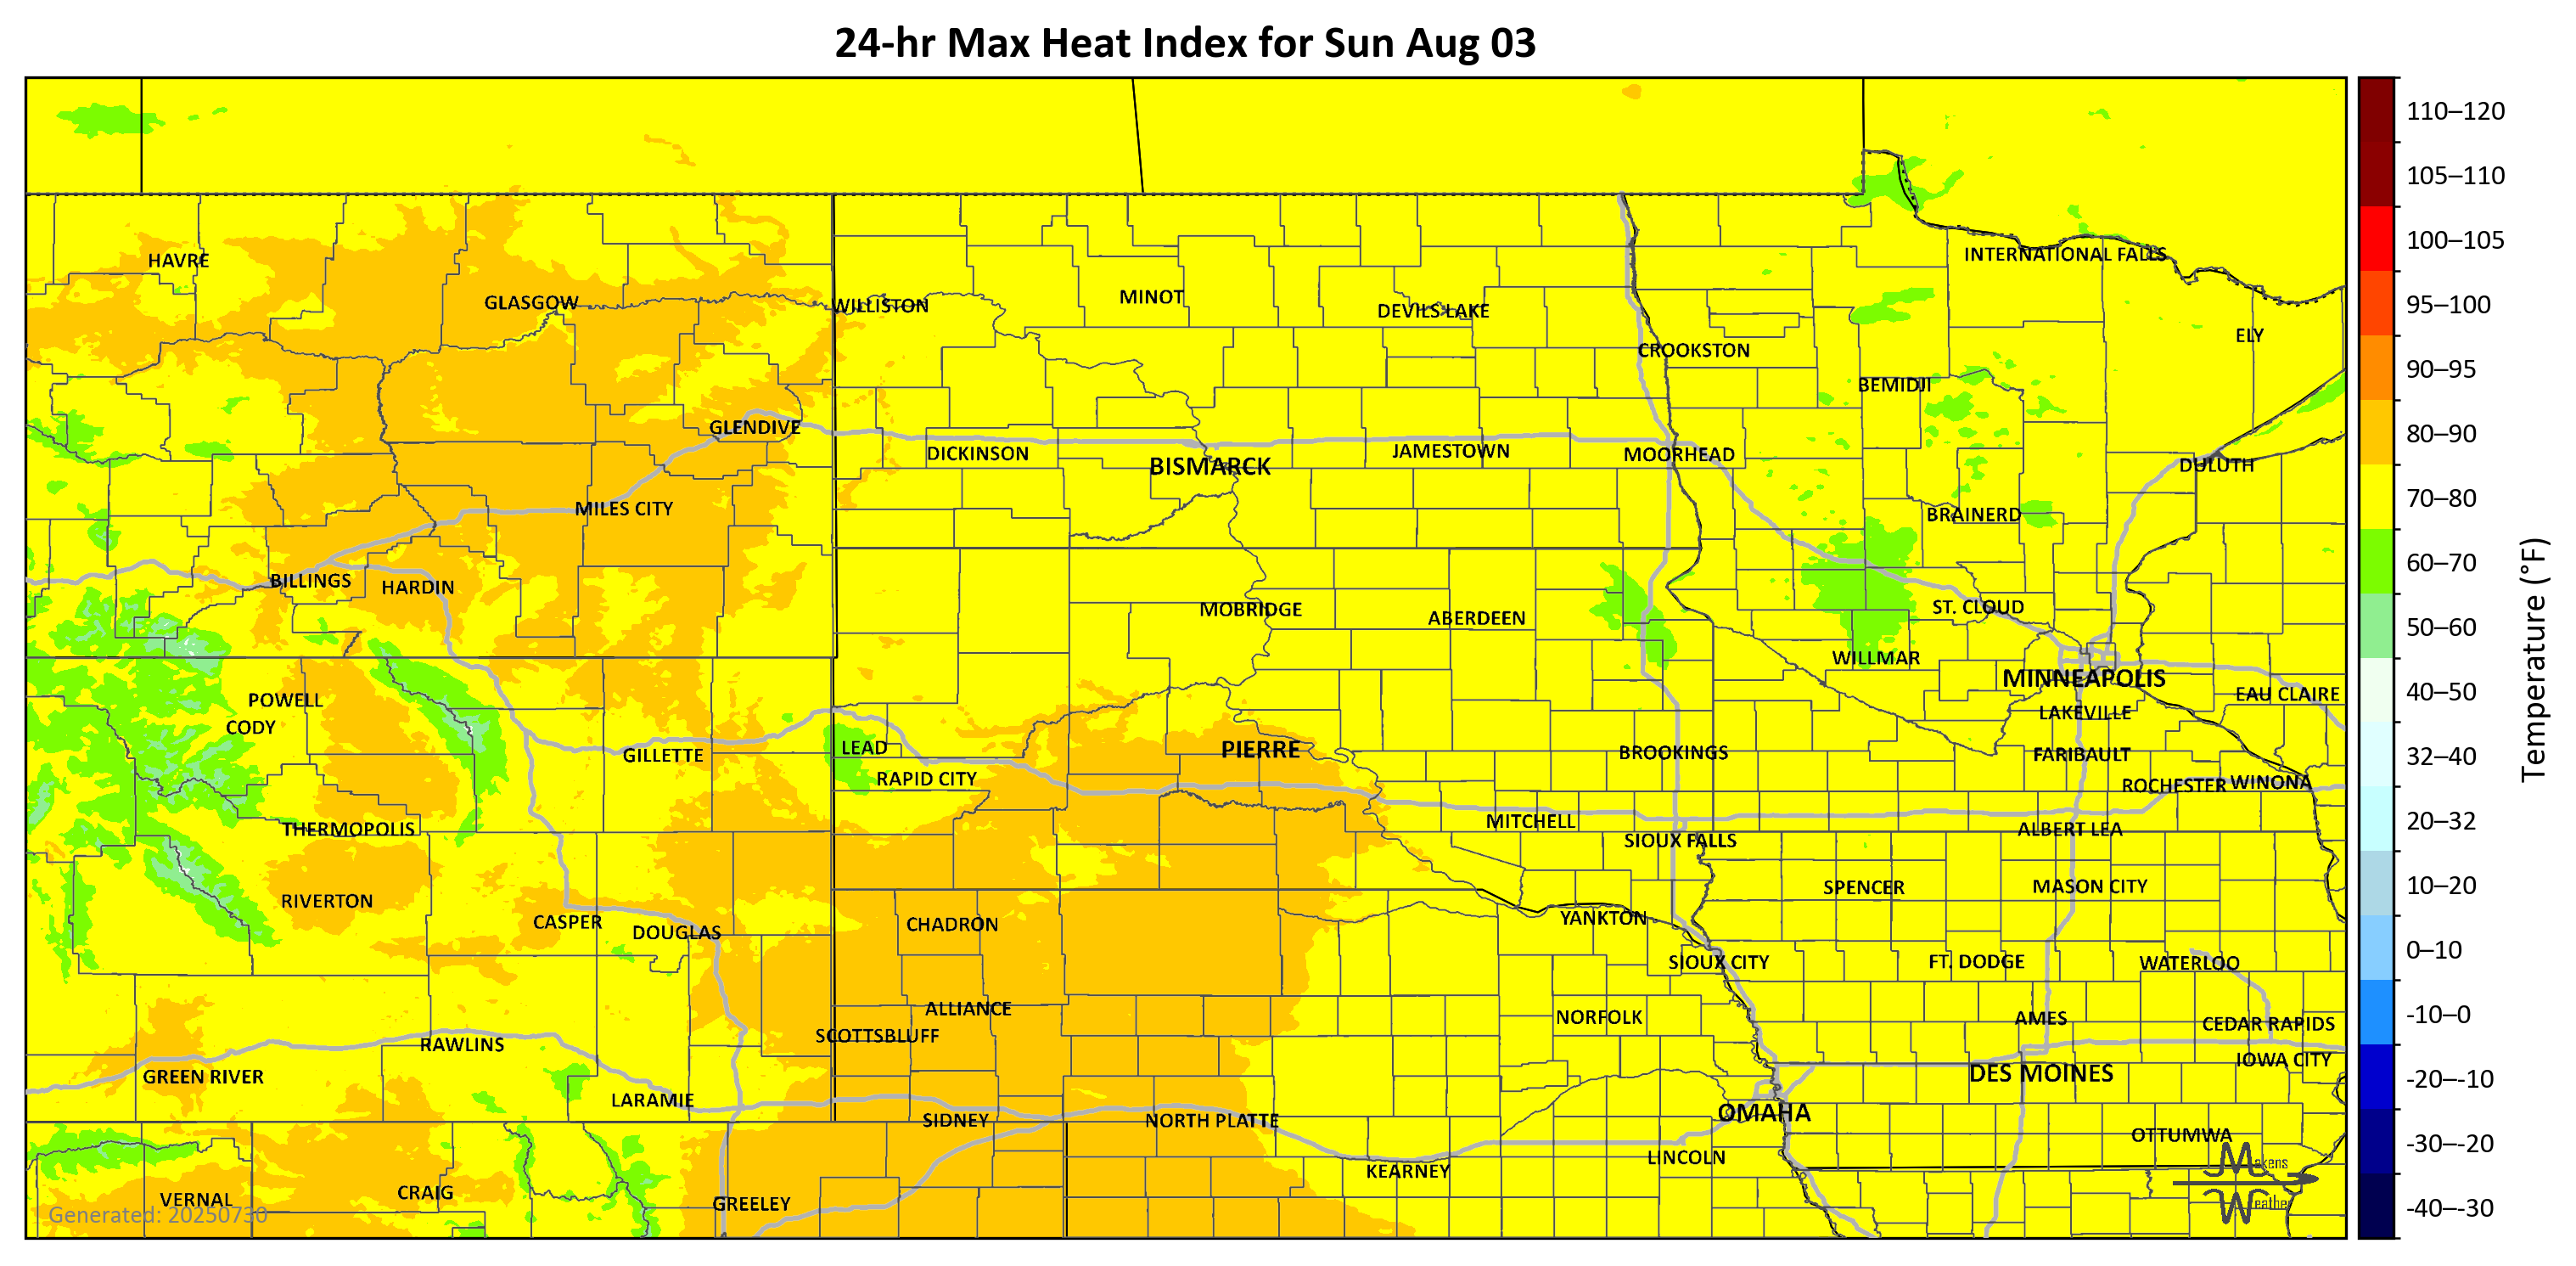 24-hr Max Heat Index for Sun Aug 03
110–120
105–110
100–105
95–100
90–95
80–90
70–80
60–70
50–60
40–50
32–40
20–32
10–20
0–10
-10–0
-20–-10
-30–-20
-40–-30
Temperature (°F)
HAVRE
INTERNATIONAL FALLS
GLASGOW
WILLISTON
MINOT
DEVILS LAKE
ELY
CROOKSTON
BEMIDJI
GLENDIVE
DICKINSON
BISMARCK
JAMESTOWN
MOORHEAD
DULUTH
MILES CITY
BRAINERD
BILLINGS
HARDIN
MOBRIDGE
ABERDEEN
ST. CLOUD
WILLMAR
MINNEAPOLIS
EAU CLAIRE
POWELL
CODY
LAKEVILLE
GILLETTE
LEAD
PIERRE
BROOKINGS
FARIBAULT
RAPID CITY
ROCHESTER
WINONA
THERMOPOLIS
MITCHELL
SIOUX FALLS
ALBERT LEA
RIVERTON
SPENCER
MASON CITY
CASPER
DOUGLAS
CHADRON
YANKTON
SIOUX CITY
FT. DODGE
WATERLOO
ALLIANCE
NORFOLK
AMES
CEDAR RAPIDS
SCOTTSBLUFF
RAWLINS
IOWA CITY
GREEN RIVER
DES MOINES
LARAMIE
SIDNEY
NORTH PLATTE
OMAHA
OTTUMWA
LINCOLN
KEARNEY
VERNAL
CRAIG
GREELEY
Generated: 20250730
Makens
Weather